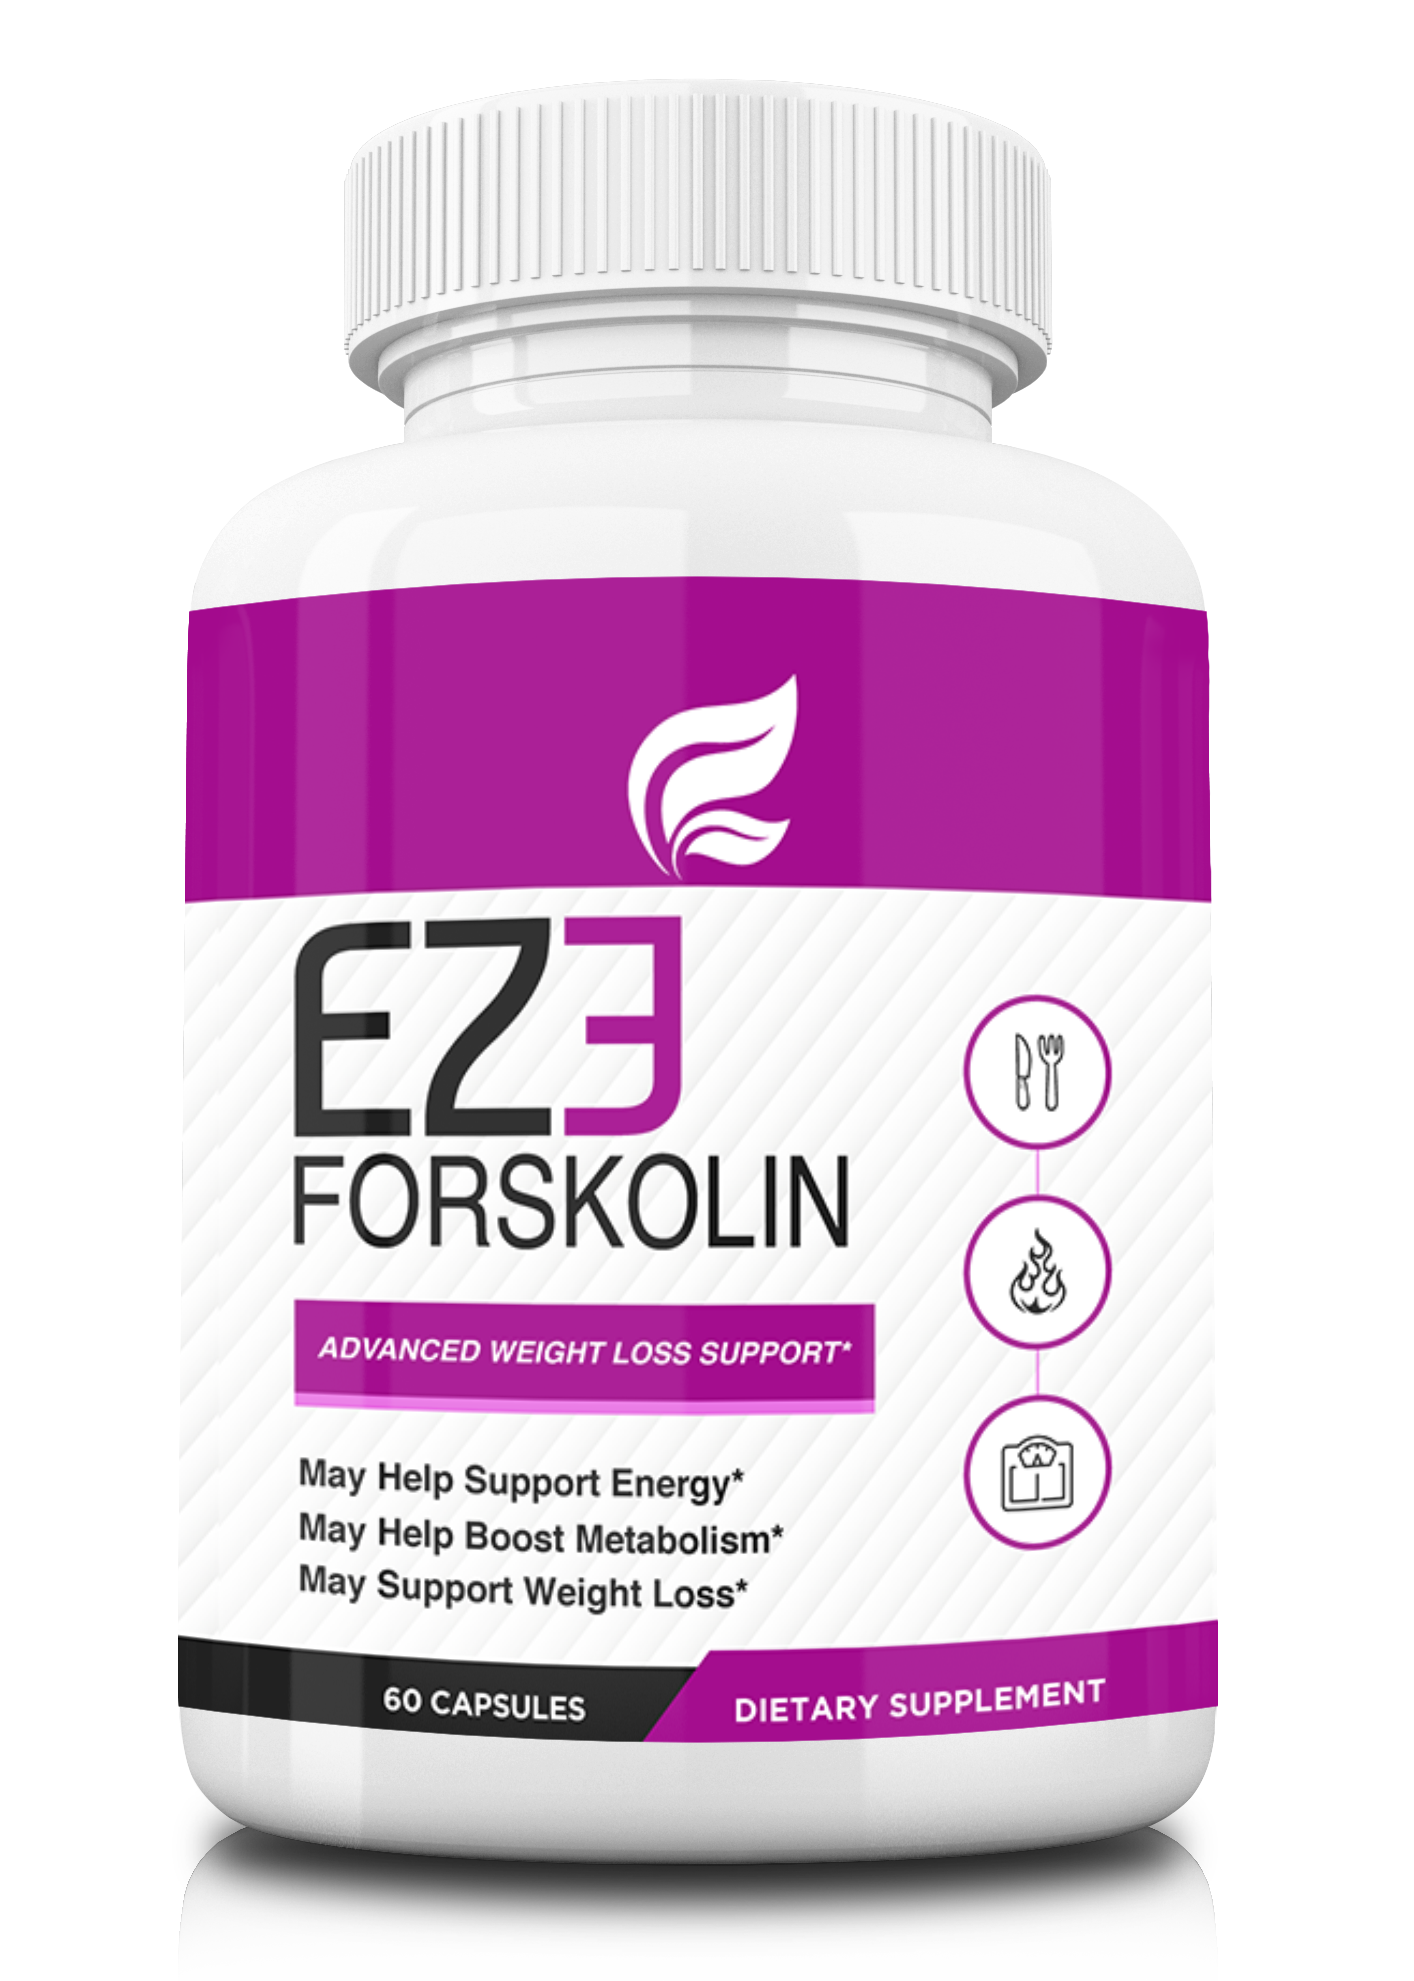 EZ3
FORSKOLIN
ADVANCED WEIGHT LOSS SUPPORT*
May Help Support Energy*
May Help Boost Metabolism*
May Support Weight Loss*
60 CAPSULES
DIETARY SUPPLEMENT